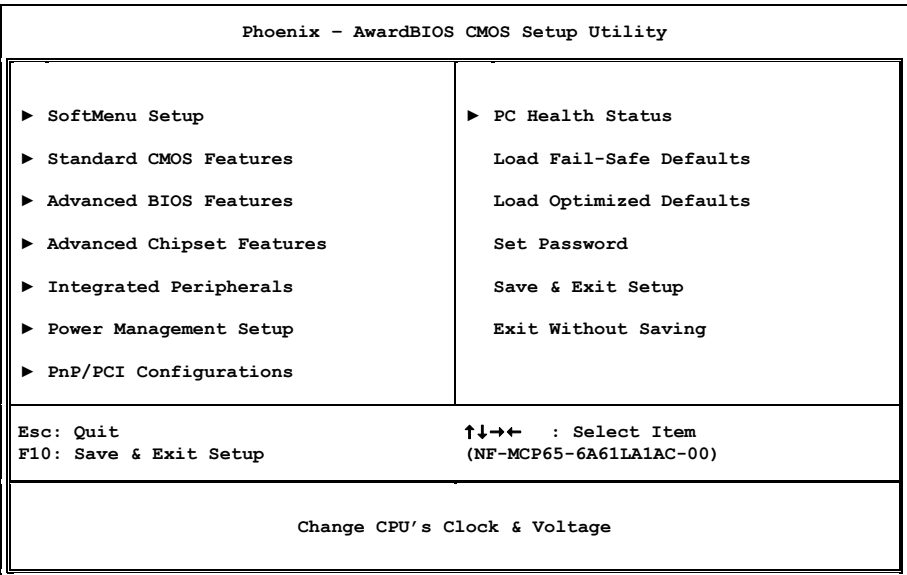 Phoenix – AwardBIOS CMOS Setup Utility
► SoftMenu Setup
► Standard CMOS Features
► Advanced BIOS Features
► Advanced Chipset Features
► Integrated Peripherals
► Power Management Setup
► PnP/PCI Configurations
► PC Health Status
Load Fail-Safe Defaults
Load Optimized Defaults
Set Password
Save & Exit Setup
Exit Without Saving
Esc: Quit
F10: Save & Exit Setup
↑↓→← : Select Item
(NF-MCP65-6A61LA1AC-00)
Change CPU’s Clock & Voltage